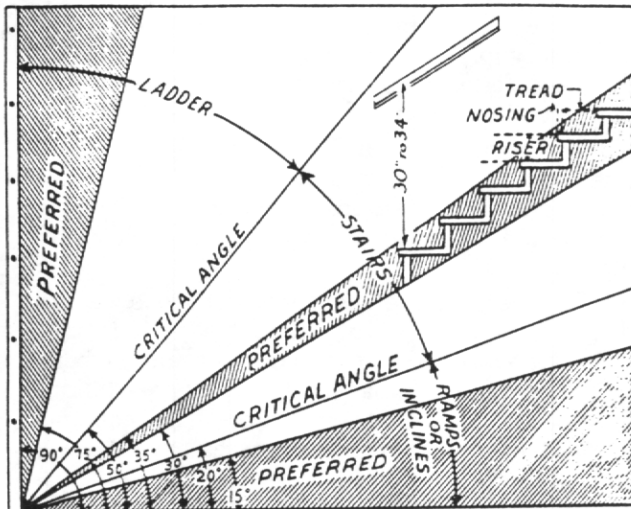 LADDER
TREAD
NOSING
RISER
30" TO 34"
STAIRS
PREFERRED
CRITICAL ANGLE
PREFERRED
CRITICAL ANGLE
RAMPS
OR
INCLINES
PREFERRED
90°
75°
50°
35°
30°
20°
15°